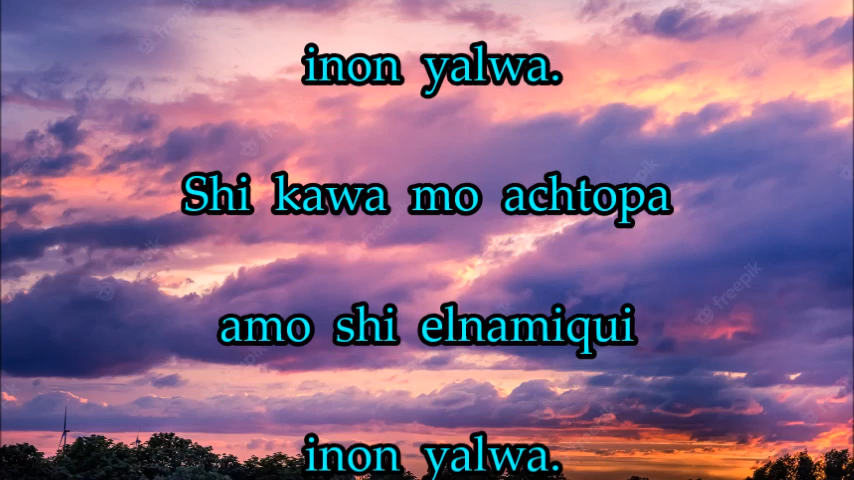 inon yalwa.
Shi kawa mo achtopa
amo shi elnamiqui
inon yalwa.